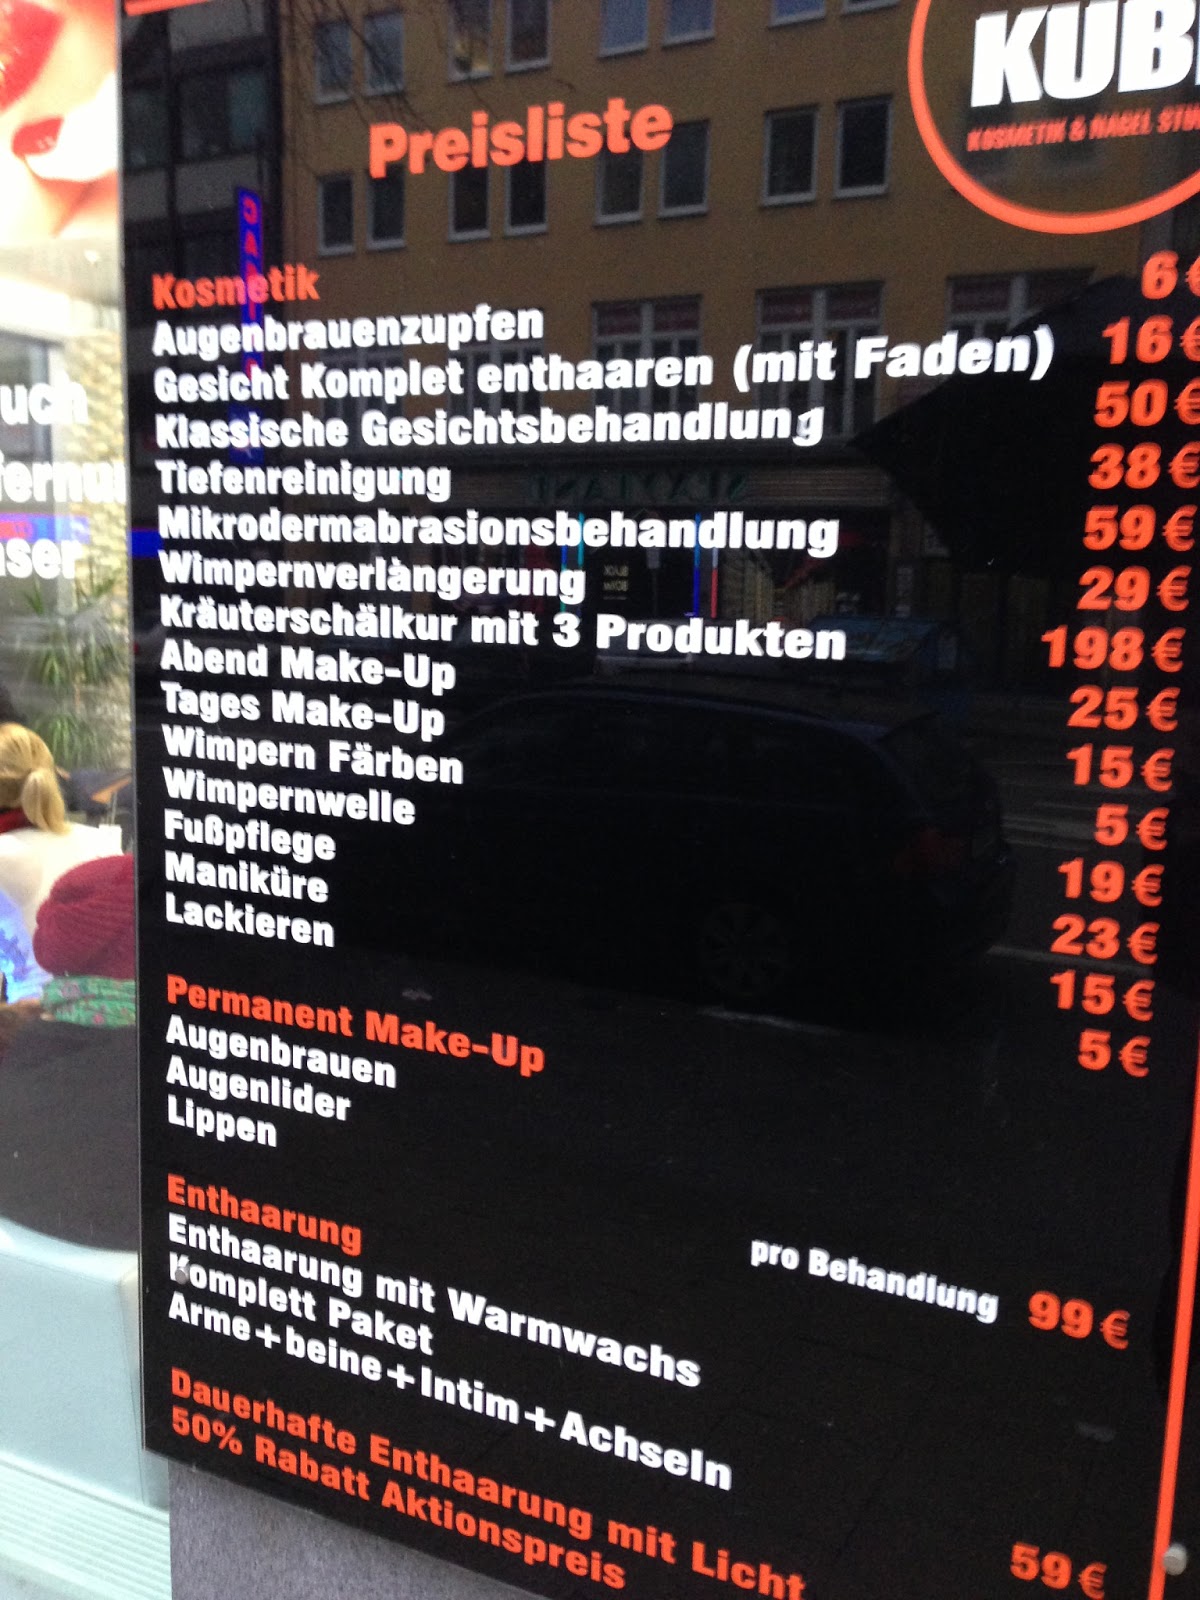 KUB
KOSMETIK & NAGEL
Preisliste
Kosmetik
Augenbrauenzupfen 6 €
Gesicht Komplet enthaaren (mit Faden) 16 €
Klassische Gesichtsbehandlung 50 €
Tiefenreinigung 38 €
Mikrodermabrasionsbehandlung 59 €
Wimpernverlàngerung 29 €
Kräuterschälkur mit 3 Produkten 198 €
Abend Make-Up 25 €
Tages Make-Up 15 €
Wimpern Färben 5 €
Wimpernwelle 19 €
Fußpflege 23 €
Maniküre 15 €
Lackieren 5 €
Permanent Make-Up
Augenbrauen
Augenlider
Lippen
pro Behandlung 99 €
Enthaarung
Enthaarung mit Warmwachs
Komplett Paket
Arme+beine+Intim+Achseln 59 €
Dauerhafte Enthaarung mit Licht
50% Rabatt Aktionspreis